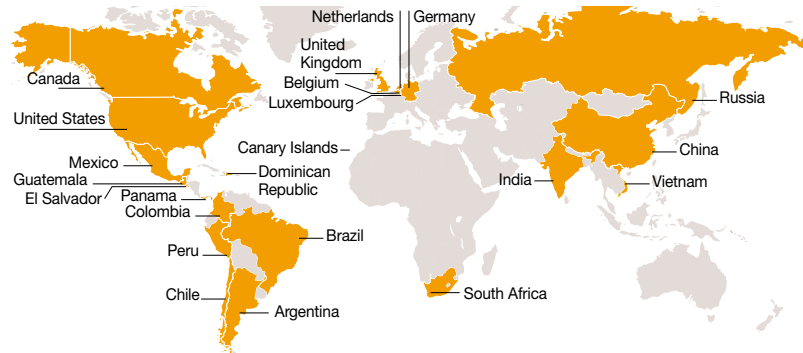 Netherlands
Germany
United
Kingdom
Belgium
Luxembourg
Canada
Russia
United States
Canary Islands
China
Mexico
Dominican
Republic
Guatemala
El Salvador
Panama
India
Vietnam
Colombia
Brazil
Peru
Chile
South Africa
Argentina